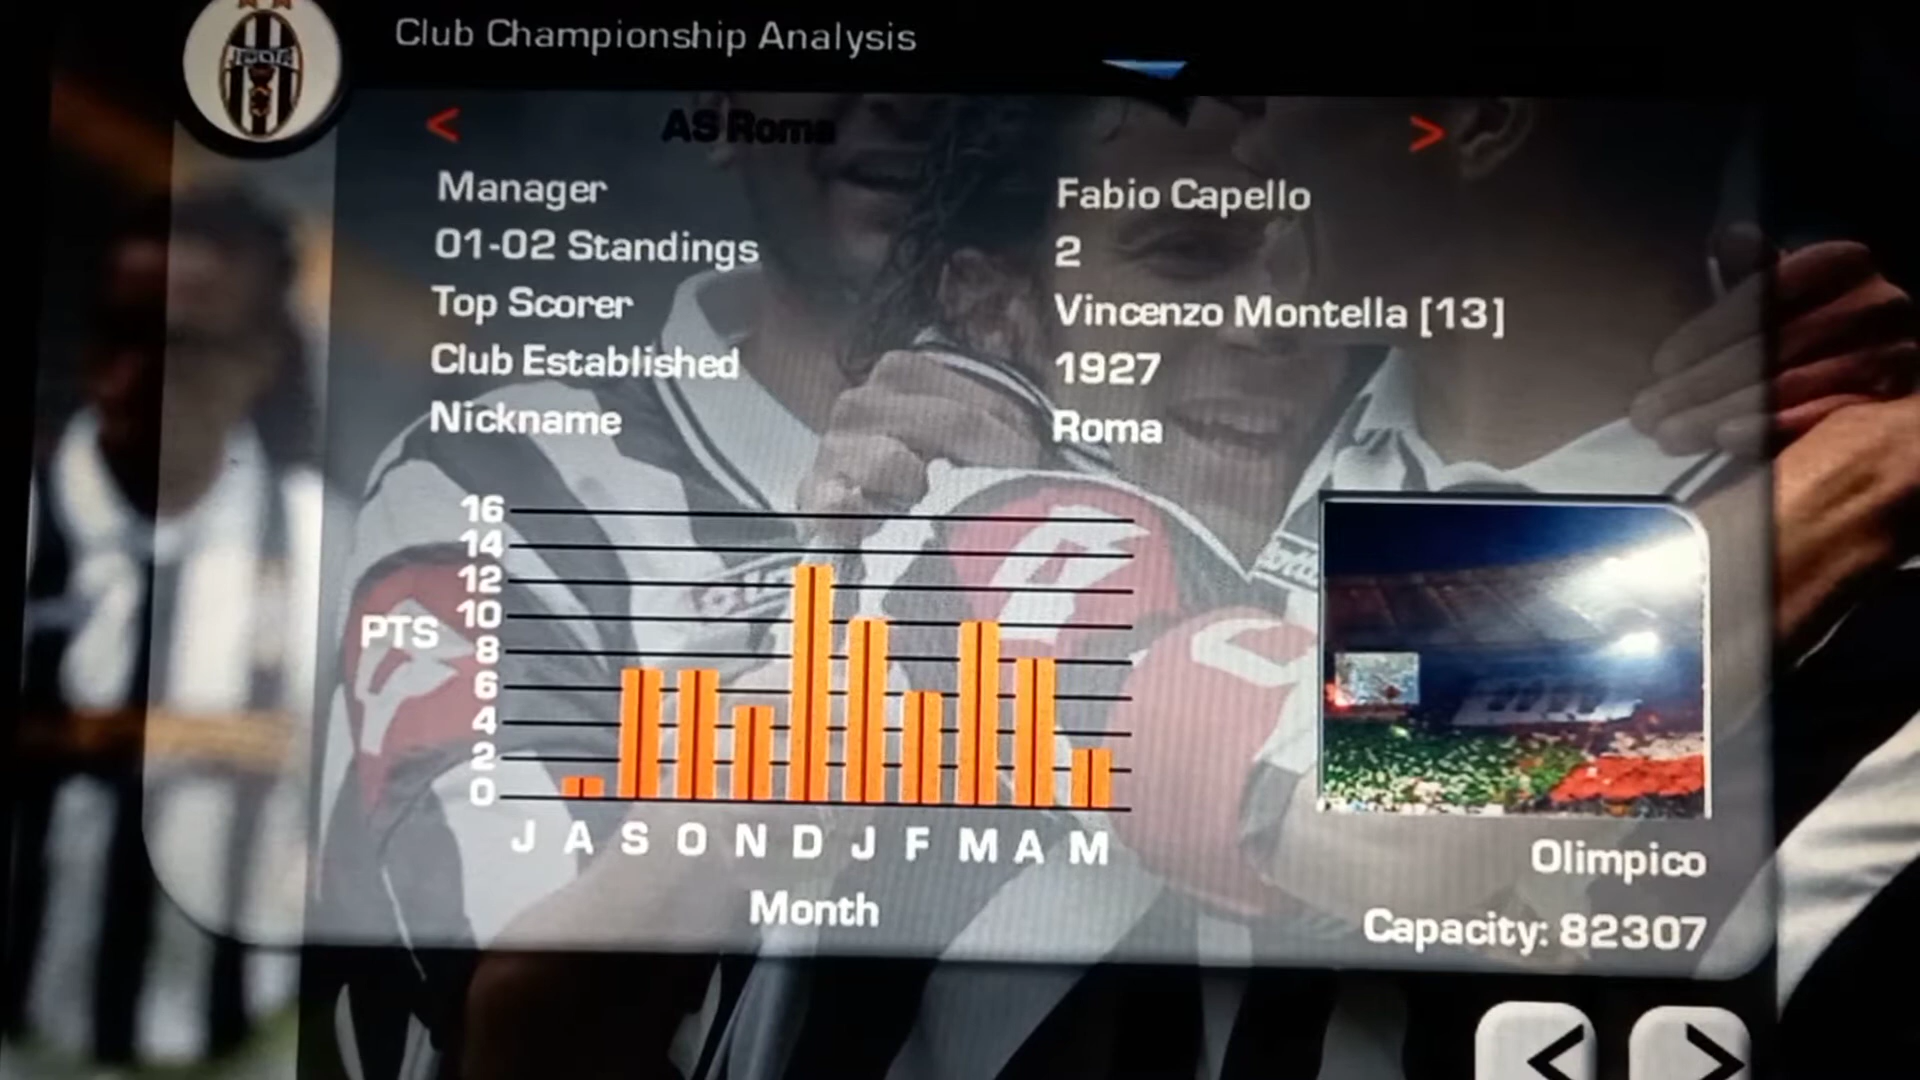 Club Championship Analysis
< AS Roma >
Manager Fabio Capello
01-02 Standings 2
Top Scorer Vincenzo Montella [13]
Club Established 1927
Nickname Roma
16
14
12
10
PTS
8
6
4
2
0
J A S O N D J F M A M
Month
Olimpico
Capacity: 82307
< >